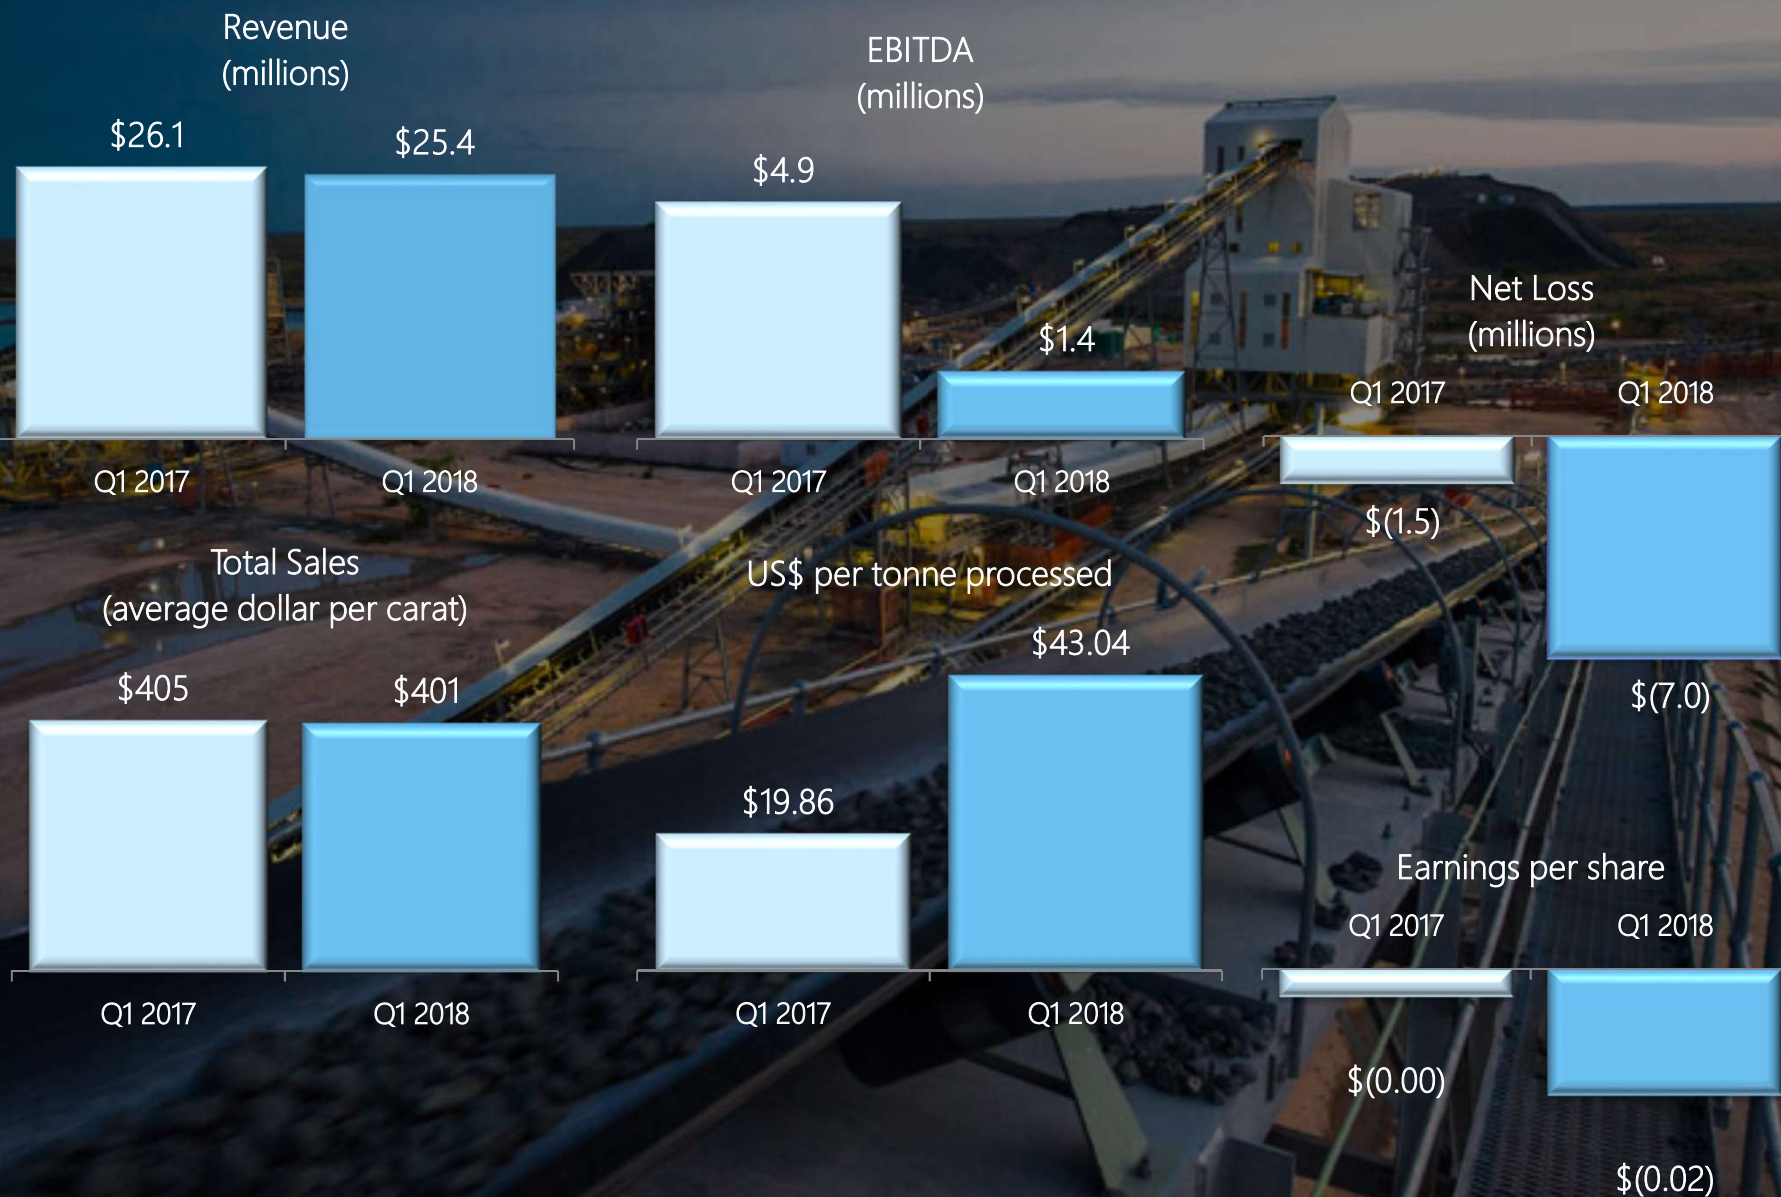 Revenue
(millions)
$26.1
$25.4
Q1 2017
Q1 2018
EBITDA
(millions)
$4.9
$1.4
Q1 2017
Q1 2018
Net Loss
(millions)
Q1 2017
Q1 2018
$(1.5)
$(7.0)
Total Sales
(average dollar per carat)
$405
$401
Q1 2017
Q1 2018
US$ per tonne processed
$43.04
$19.86
Q1 2017
Q1 2018
Earnings per share
Q1 2017
Q1 2018
$(0.00)
$(0.02)